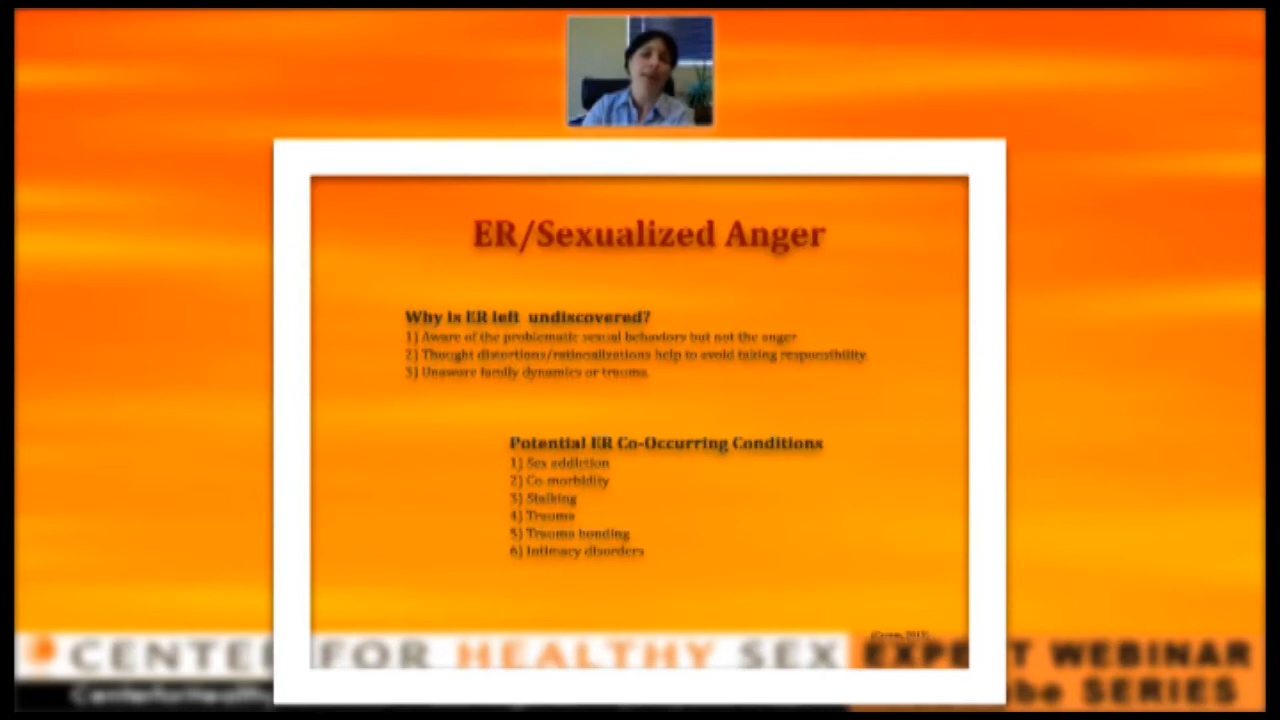 ER/Sexualized Anger
Why is ER left undiscovered?
1) Aware of the problematic sexual behaviors but not the anger
2) Thought distortions/rationalizations help to avoid taking responsibility.
3) Unaware family dynamics or trauma.
Potential ER Co-Occurring Conditions
1) Sex addiction
2) Co-morbidity
3) Stalking
4) Trauma
5) Trauma bonding
6) Intimacy disorders
CENTER FOR HEALTHY SEX EXPERT WEBINAR
SERIES